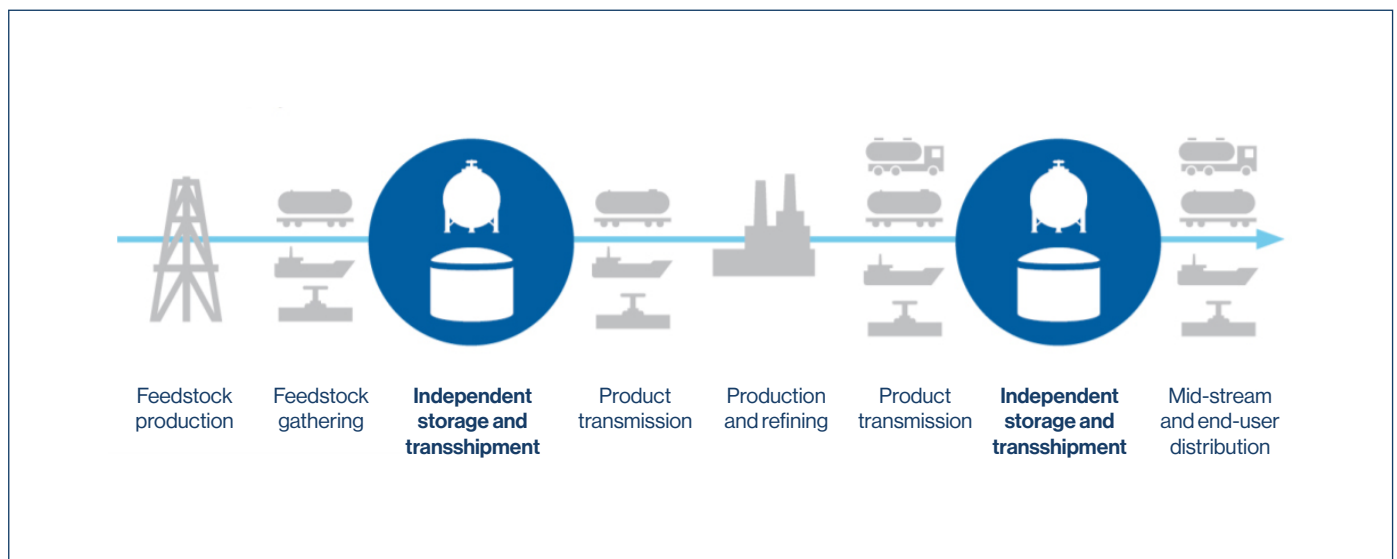 Feedstock
production
Feedstock
gathering
Independent
storage and
transshipment
Product
transmission
Production
and refining
Product
transmission
Independent
storage and
transshipment
Mid-stream
and end-user
distribution